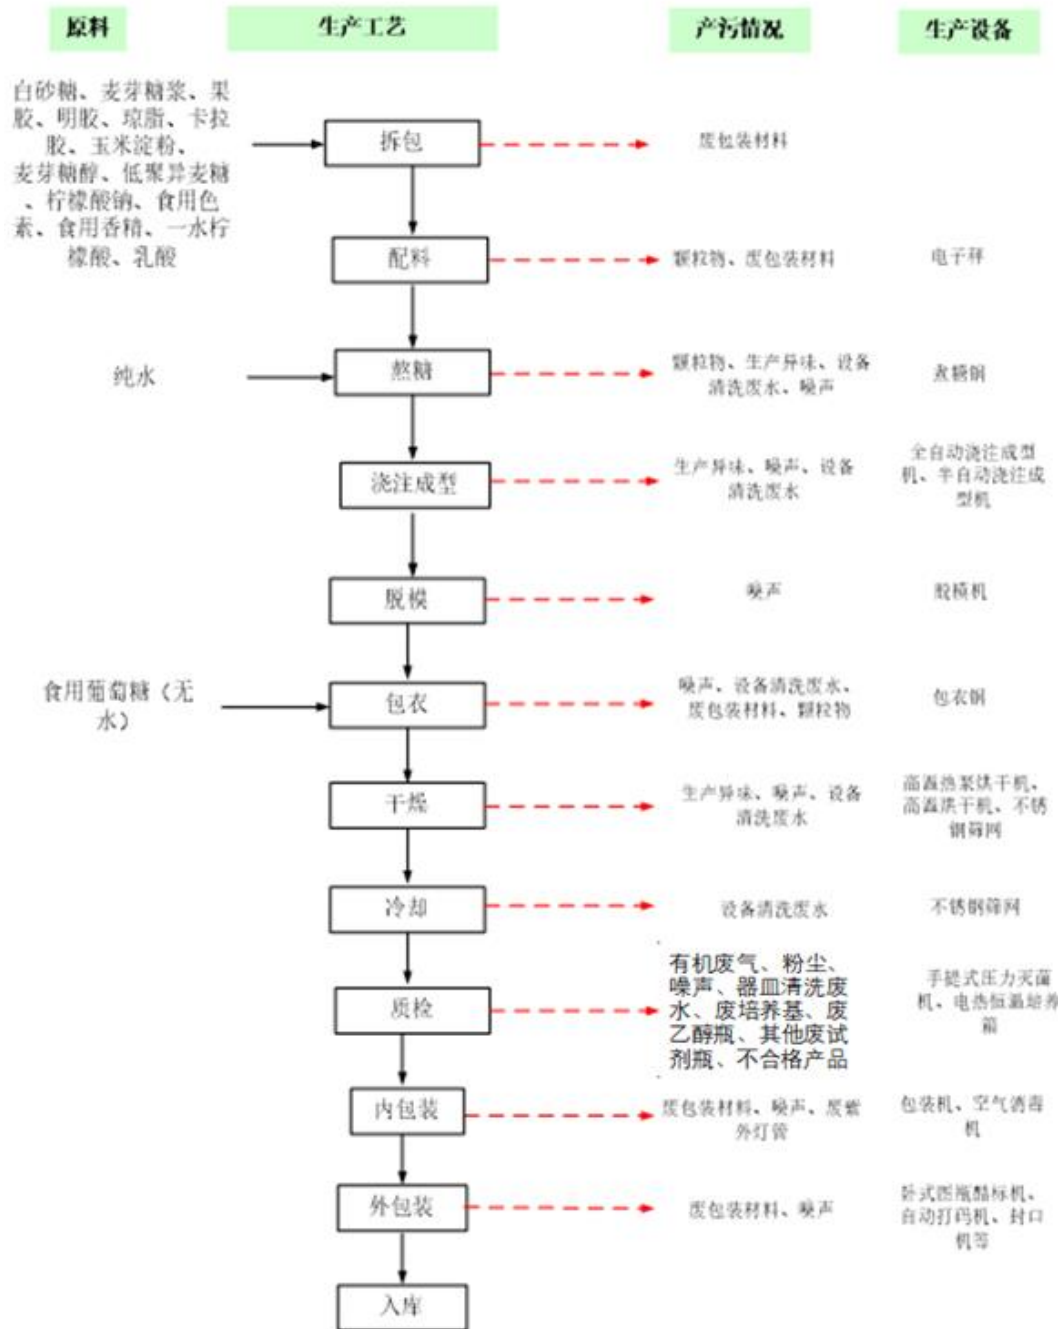 原料
生产工艺
产污情况
生产设备
白砂糖、麦芽糖浆、果
胶、明胶、琼脂、卡拉
胶、玉米淀粉、
麦芽糖醇、低聚异麦糖
、柠檬酸钠、食用色
素、食用香精、一水柠
檬酸、乳酸
拆包
废包装材料
配料
颗粒物、废包装材料
电子秤
纯水
熬糖
颗粒物、生产异味、设备
清洗废水、噪声
煮糖锅
浇注成型
生产异味、噪声、设备
清洗废水
全自动浇注成型
机、半自动浇注成
型机
脱模
噪声
脱模机
食用葡萄糖（无
水）
包衣
噪声、设备清洗废水、
废包装材料、颗粒物
包衣锅
干燥
生产异味、噪声、设备
清洗废水
高温热泵烘干机、
高温烘干机、不锈
钢筛网
冷却
设备清洗废水
不锈钢筛网
质检
有机废气、粉尘、
噪声、器皿清洗废
水、废培养基、废
乙醇瓶、其他废试
剂瓶、不合格产品
手提式压力灭菌
机、电热恒温培养
箱
内包装
废包装材料、噪声、废紫
外灯管
包装机、空气消毒
机
外包装
废包装材料、噪声
卧式圆瓶贴标机、
自动打码机、封口
机等
入库